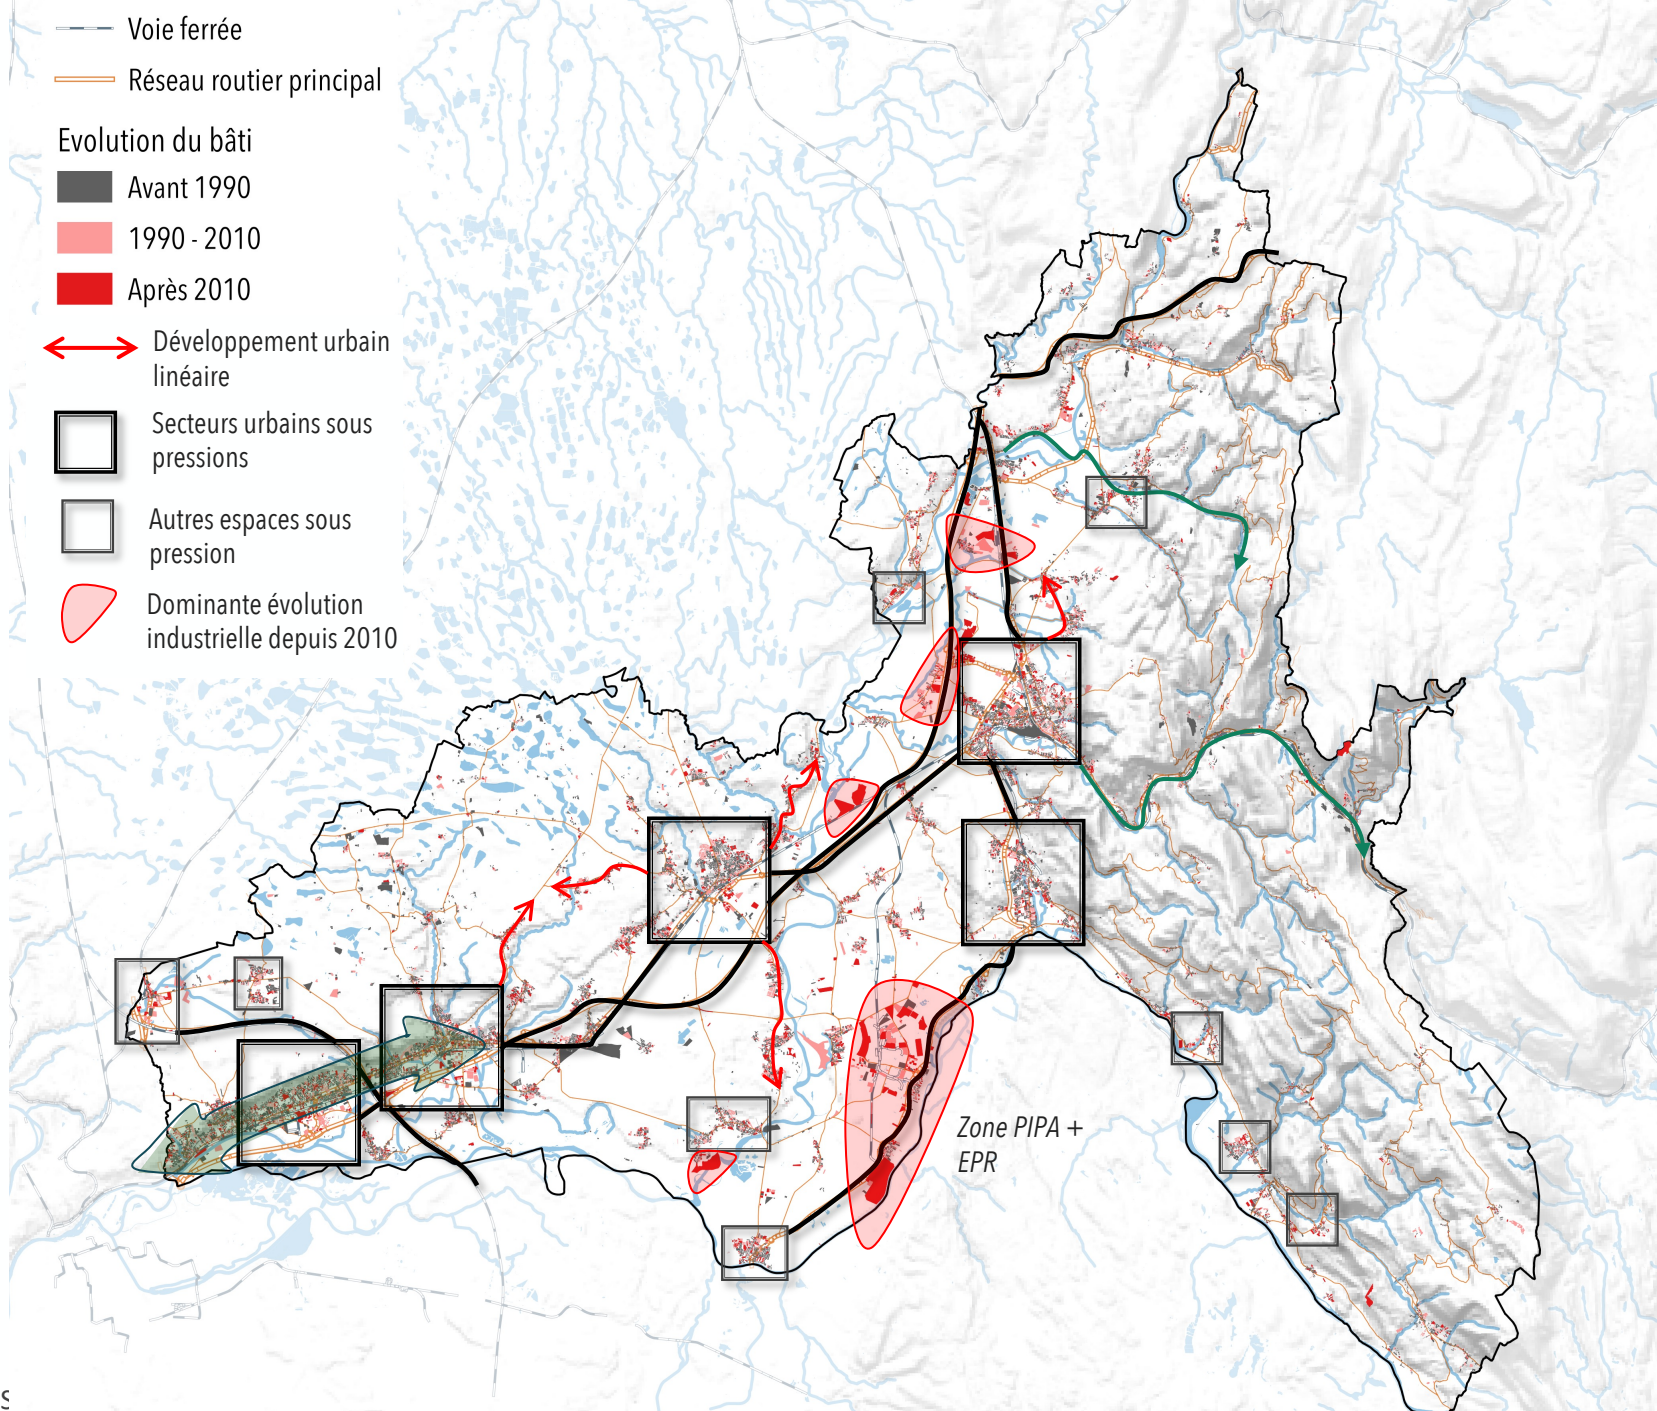 Voie ferrée
Réseau routier principal
Evolution du bâti
Avant 1990
1990 - 2010
Après 2010
Développement urbain
linéaire
Secteurs urbains sous
pressions
Autres espaces sous
pression
Dominante évolution
industrielle depuis 2010
Zone PIPA +
EPR
s